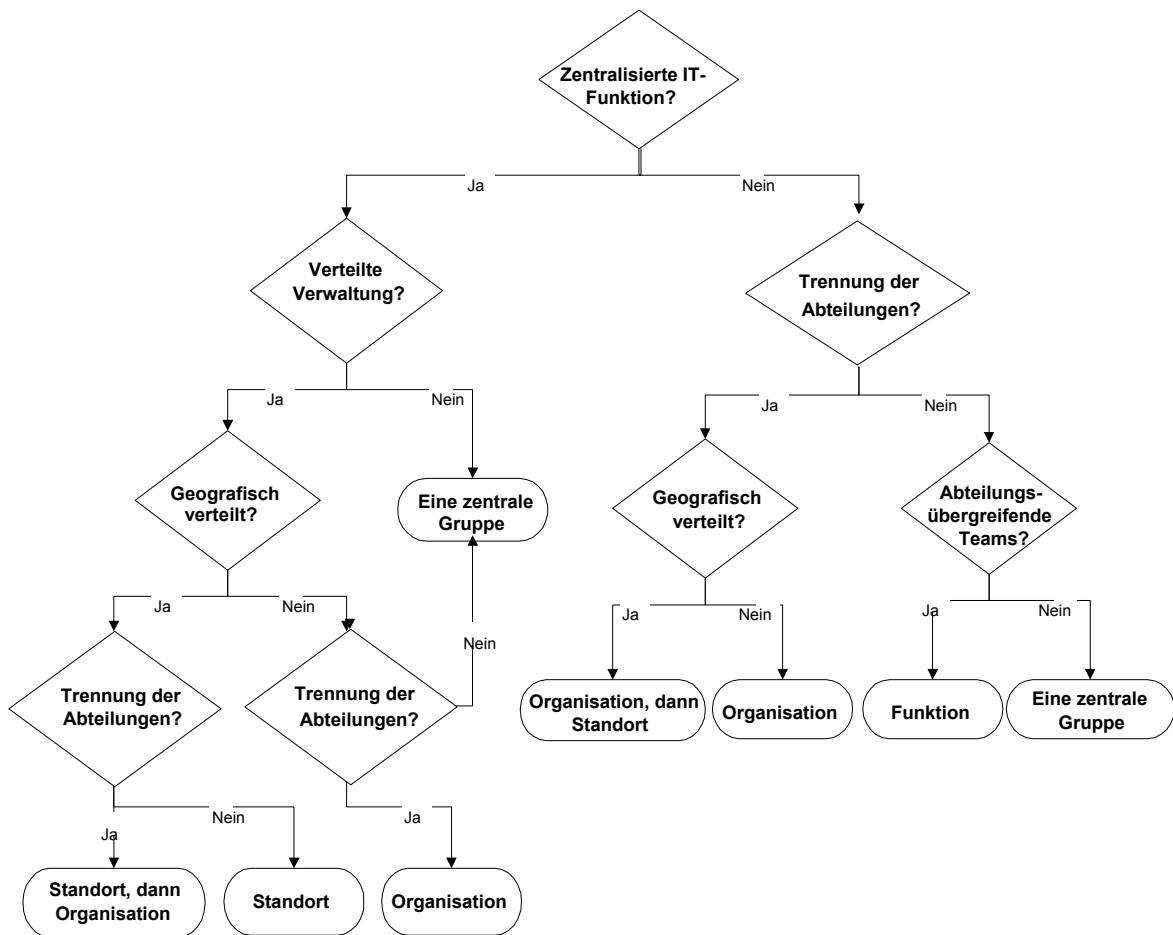 Zentralisierte IT-
Funktion?
Ja
Nein
Verteilte
Verwaltung?
Trennung der
Abteilungen?
Ja
Nein
Ja
Nein
Geografisch
verteilt?
Eine zentrale
Gruppe
Geografisch
verteilt?
Abteilungs-
übergreifende
Teams?
Ja
Nein
Nein
Ja
Nein
Ja
Nein
Trennung der
Abteilungen?
Trennung der
Abteilungen?
Organisation, dann
Standort
Organisation
Funktion
Eine zentrale
Gruppe
Ja
Nein
Ja
Standort, dann
Organisation
Standort
Organisation